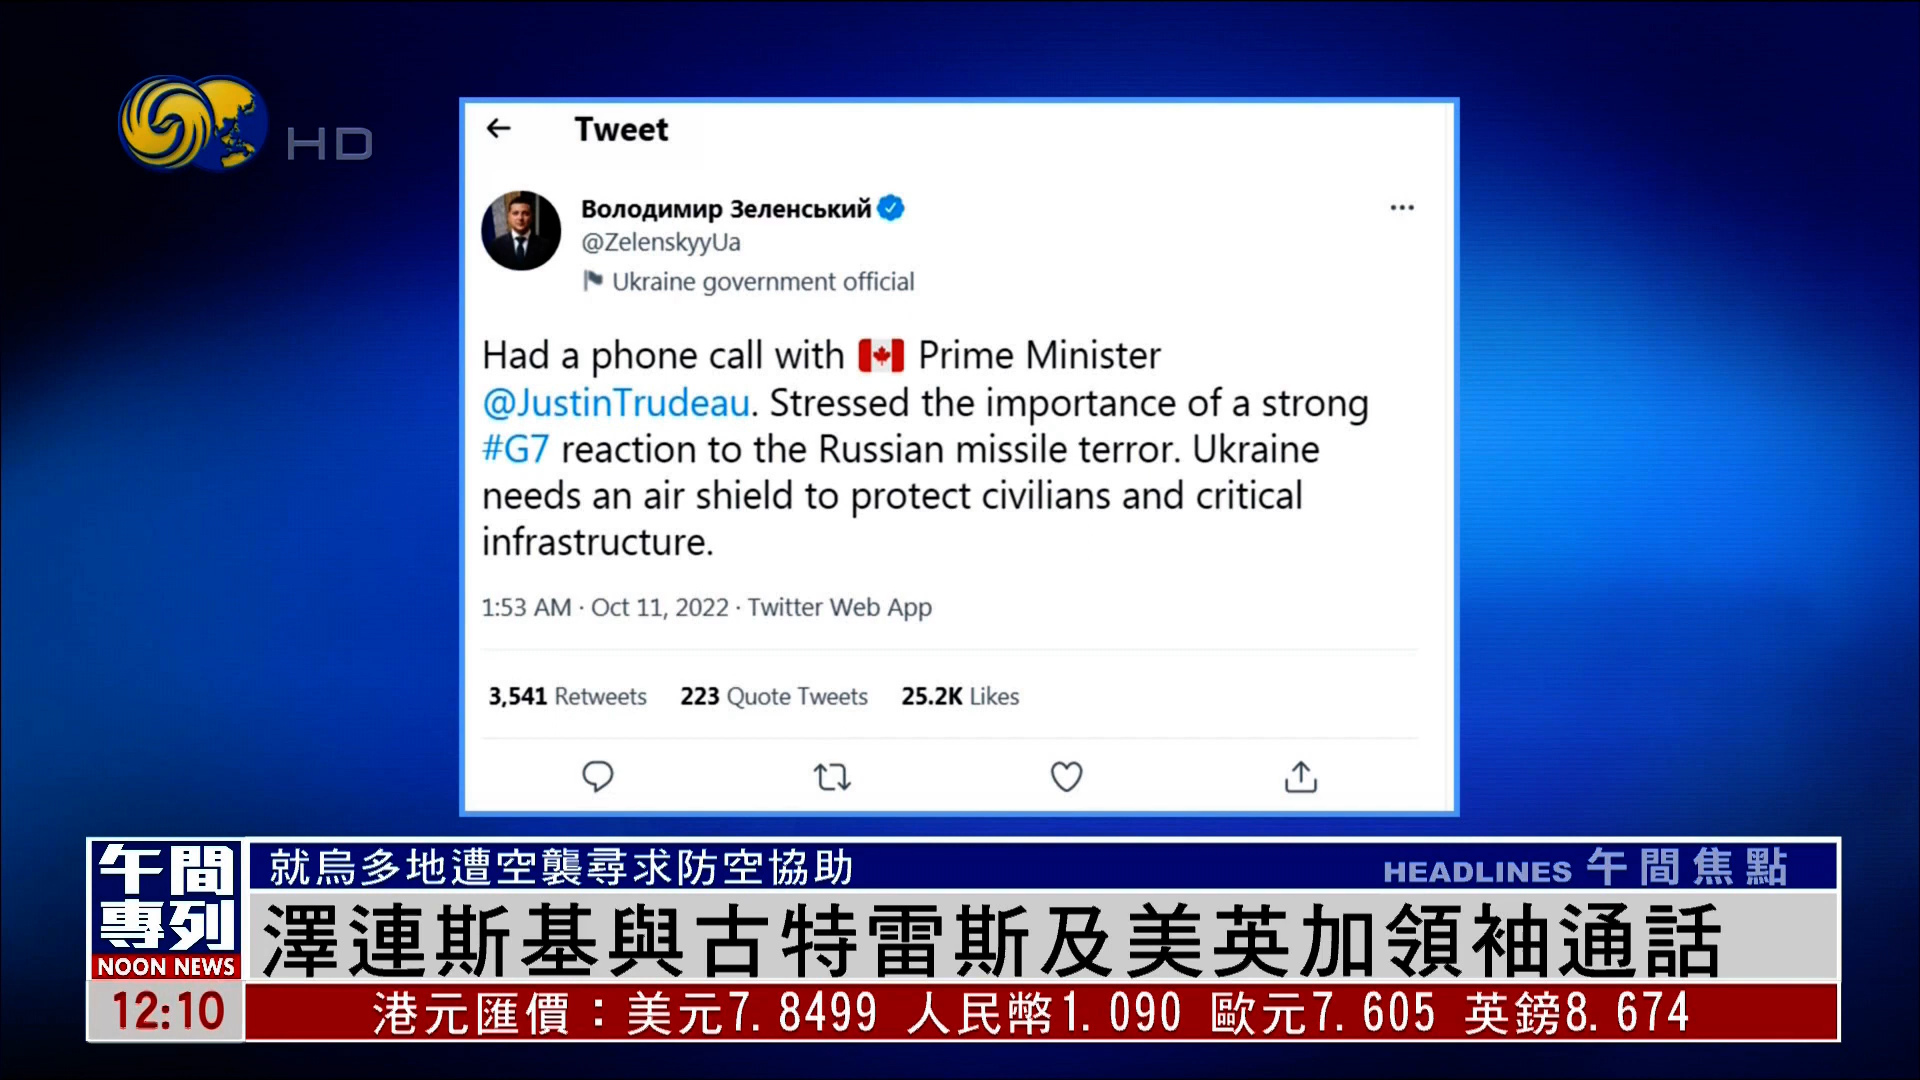 HD
Tweet
Володимир Зеленський
@ZelenskyyUa
Ukraine government official
Had a phone call with 🇨🇦 Prime Minister
@JustinTrudeau. Stressed the importance of a strong
#G7 reaction to the Russian missile terror. Ukraine
needs an air shield to protect civilians and critical
infrastructure.
1:53 AM · Oct 11, 2022 · Twitter Web App
3,541 Retweets 223 Quote Tweets 25.2K Likes
午間
專列
NOON NEWS
12:10
就烏多地遭空襲尋求防空協助
HEADLINES 午間焦點
澤連斯基與古特雷斯及美英加領袖通話
港元匯價：美元7.8499 人民幣1.090 歐元7.605 英鎊8.674